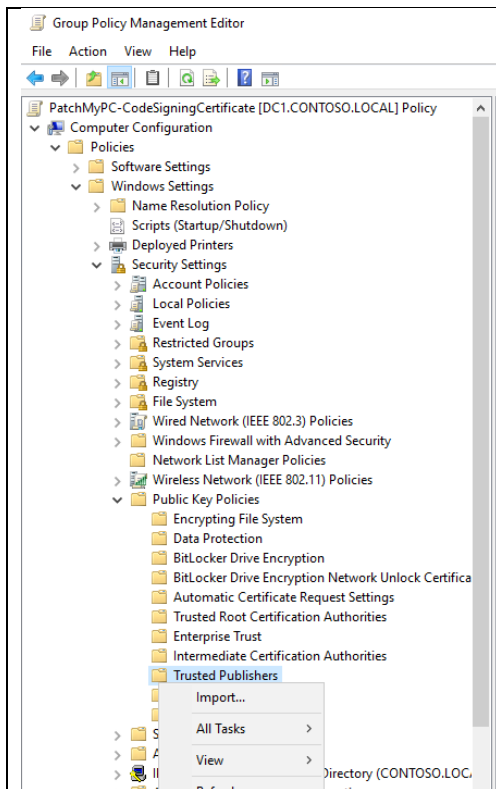 Group Policy Management Editor
File Action View Help
PatchMyPC-CodeSigningCertificate [DC1.CONTOSO.LOCAL] Policy
Computer Configuration
Policies
Software Settings
Windows Settings
Name Resolution Policy
Scripts (Startup/Shutdown)
Deployed Printers
Security Settings
Account Policies
Local Policies
Event Log
Restricted Groups
System Services
Registry
File System
Wired Network (IEEE 802.3) Policies
Windows Firewall with Advanced Security
Network List Manager Policies
Wireless Network (IEEE 802.11) Policies
Public Key Policies
Encrypting File System
Data Protection
BitLocker Drive Encryption
BitLocker Drive Encryption Network Unlock Certifica
Automatic Certificate Request Settings
Trusted Root Certification Authorities
Enterprise Trust
Intermediate Certification Authorities
Trusted Publishers
Import...
All Tasks
View
Directory (CONTOSO.LOC